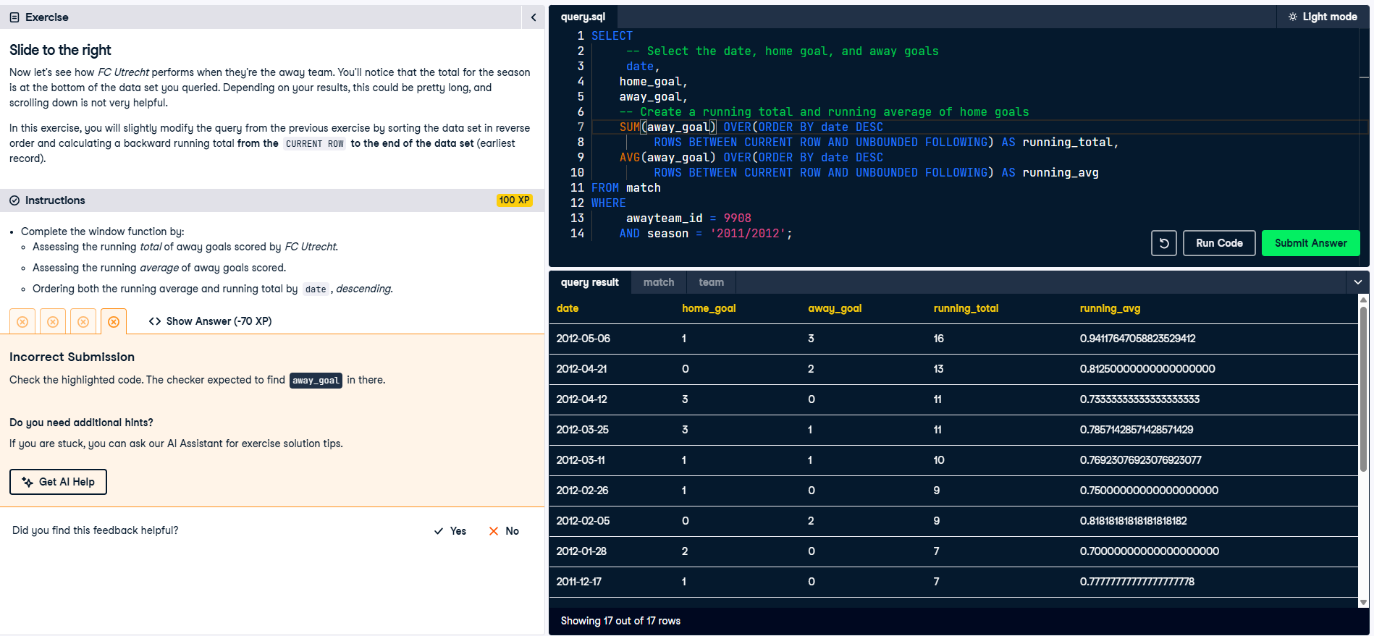 Exercise
Slide to the right
Now let's see how FC Utrecht performs when they're the away team. You'll notice that the total for the season
is at the bottom of the data set you queried. Depending on your results, this could be pretty long, and
scrolling down is not very helpful.
In this exercise, you will slightly modify the query from the previous exercise by sorting the data set in reverse
order and calculating a backward running total from the CURRENT ROW to the end of the data set (earliest
record).
Instructions
100 XP
• Complete the window function by:
Assessing the running total of away goals scored by FC Utrecht.
Assessing the running average of away goals scored.
Ordering both the running average and running total by date, descending.
<> Show Answer (-70 XP)
Incorrect Submission
Check the highlighted code. The checker expected to find away_goal in there.
Do you need additional hints?
If you are stuck, you can ask our AI Assistant for exercise solution tips.
Get AI Help
Did you find this feedback helpful?
Yes
No
query.sql
Light mode
1 SELECT
2 -- Select the date, home goal, and away goals
3 date,
4 home_goal,
5 away_goal,
6 -- Create a running total and running average of home goals
7 SUM(away_goal) OVER(ORDER BY date DESC
8 ROWS BETWEEN CURRENT ROW AND UNBOUNDED FOLLOWING) AS running_total,
9 AVG(away_goal) OVER(ORDER BY date DESC
10 ROWS BETWEEN CURRENT ROW AND UNBOUNDED FOLLOWING) AS running_avg
11 FROM match
12 WHERE
13 awayteam_id = 9908
14 AND season = '2011/2012';
Run Code
Submit Answer
query result match team
date home_goal away_goal running_total running_avg
2012-05-06 1 3 16 0.94117647058823529412
2012-04-21 0 2 13 0.81250000000000000000
2012-04-12 3 0 11 0.73333333333333333333
2012-03-25 3 1 11 0.78571428571428571429
2012-03-11 1 1 10 0.76923076923076923077
2012-02-26 1 0 9 0.75000000000000000000
2012-02-05 0 2 9 0.81818181818181818182
2012-01-28 2 0 7 0.70000000000000000000
2011-12-17 1 0 7 0.77777777777777777778
Showing 17 out of 17 rows